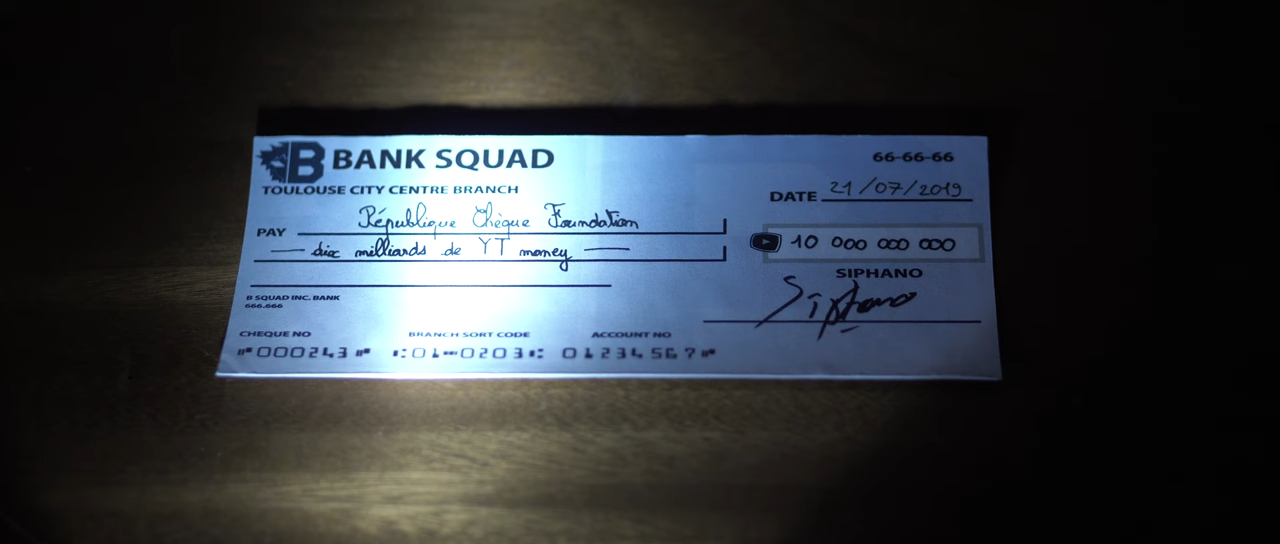 B BANK SQUAD
66-66-66
TOULOUSE CITY CENTRE BRANCH
DATE 21/07/2019
PAY République Chèque Foundation
dix milliards de YT money
10 000 000 000
SIPHANO
Siphano
B SQUAD INC. BANK
666.666
CHEQUE NO BRANCH SORT CODE ACCOUNT NO
⑈000243⑈ ⑆01⑉0203⑆ 01234567⑈